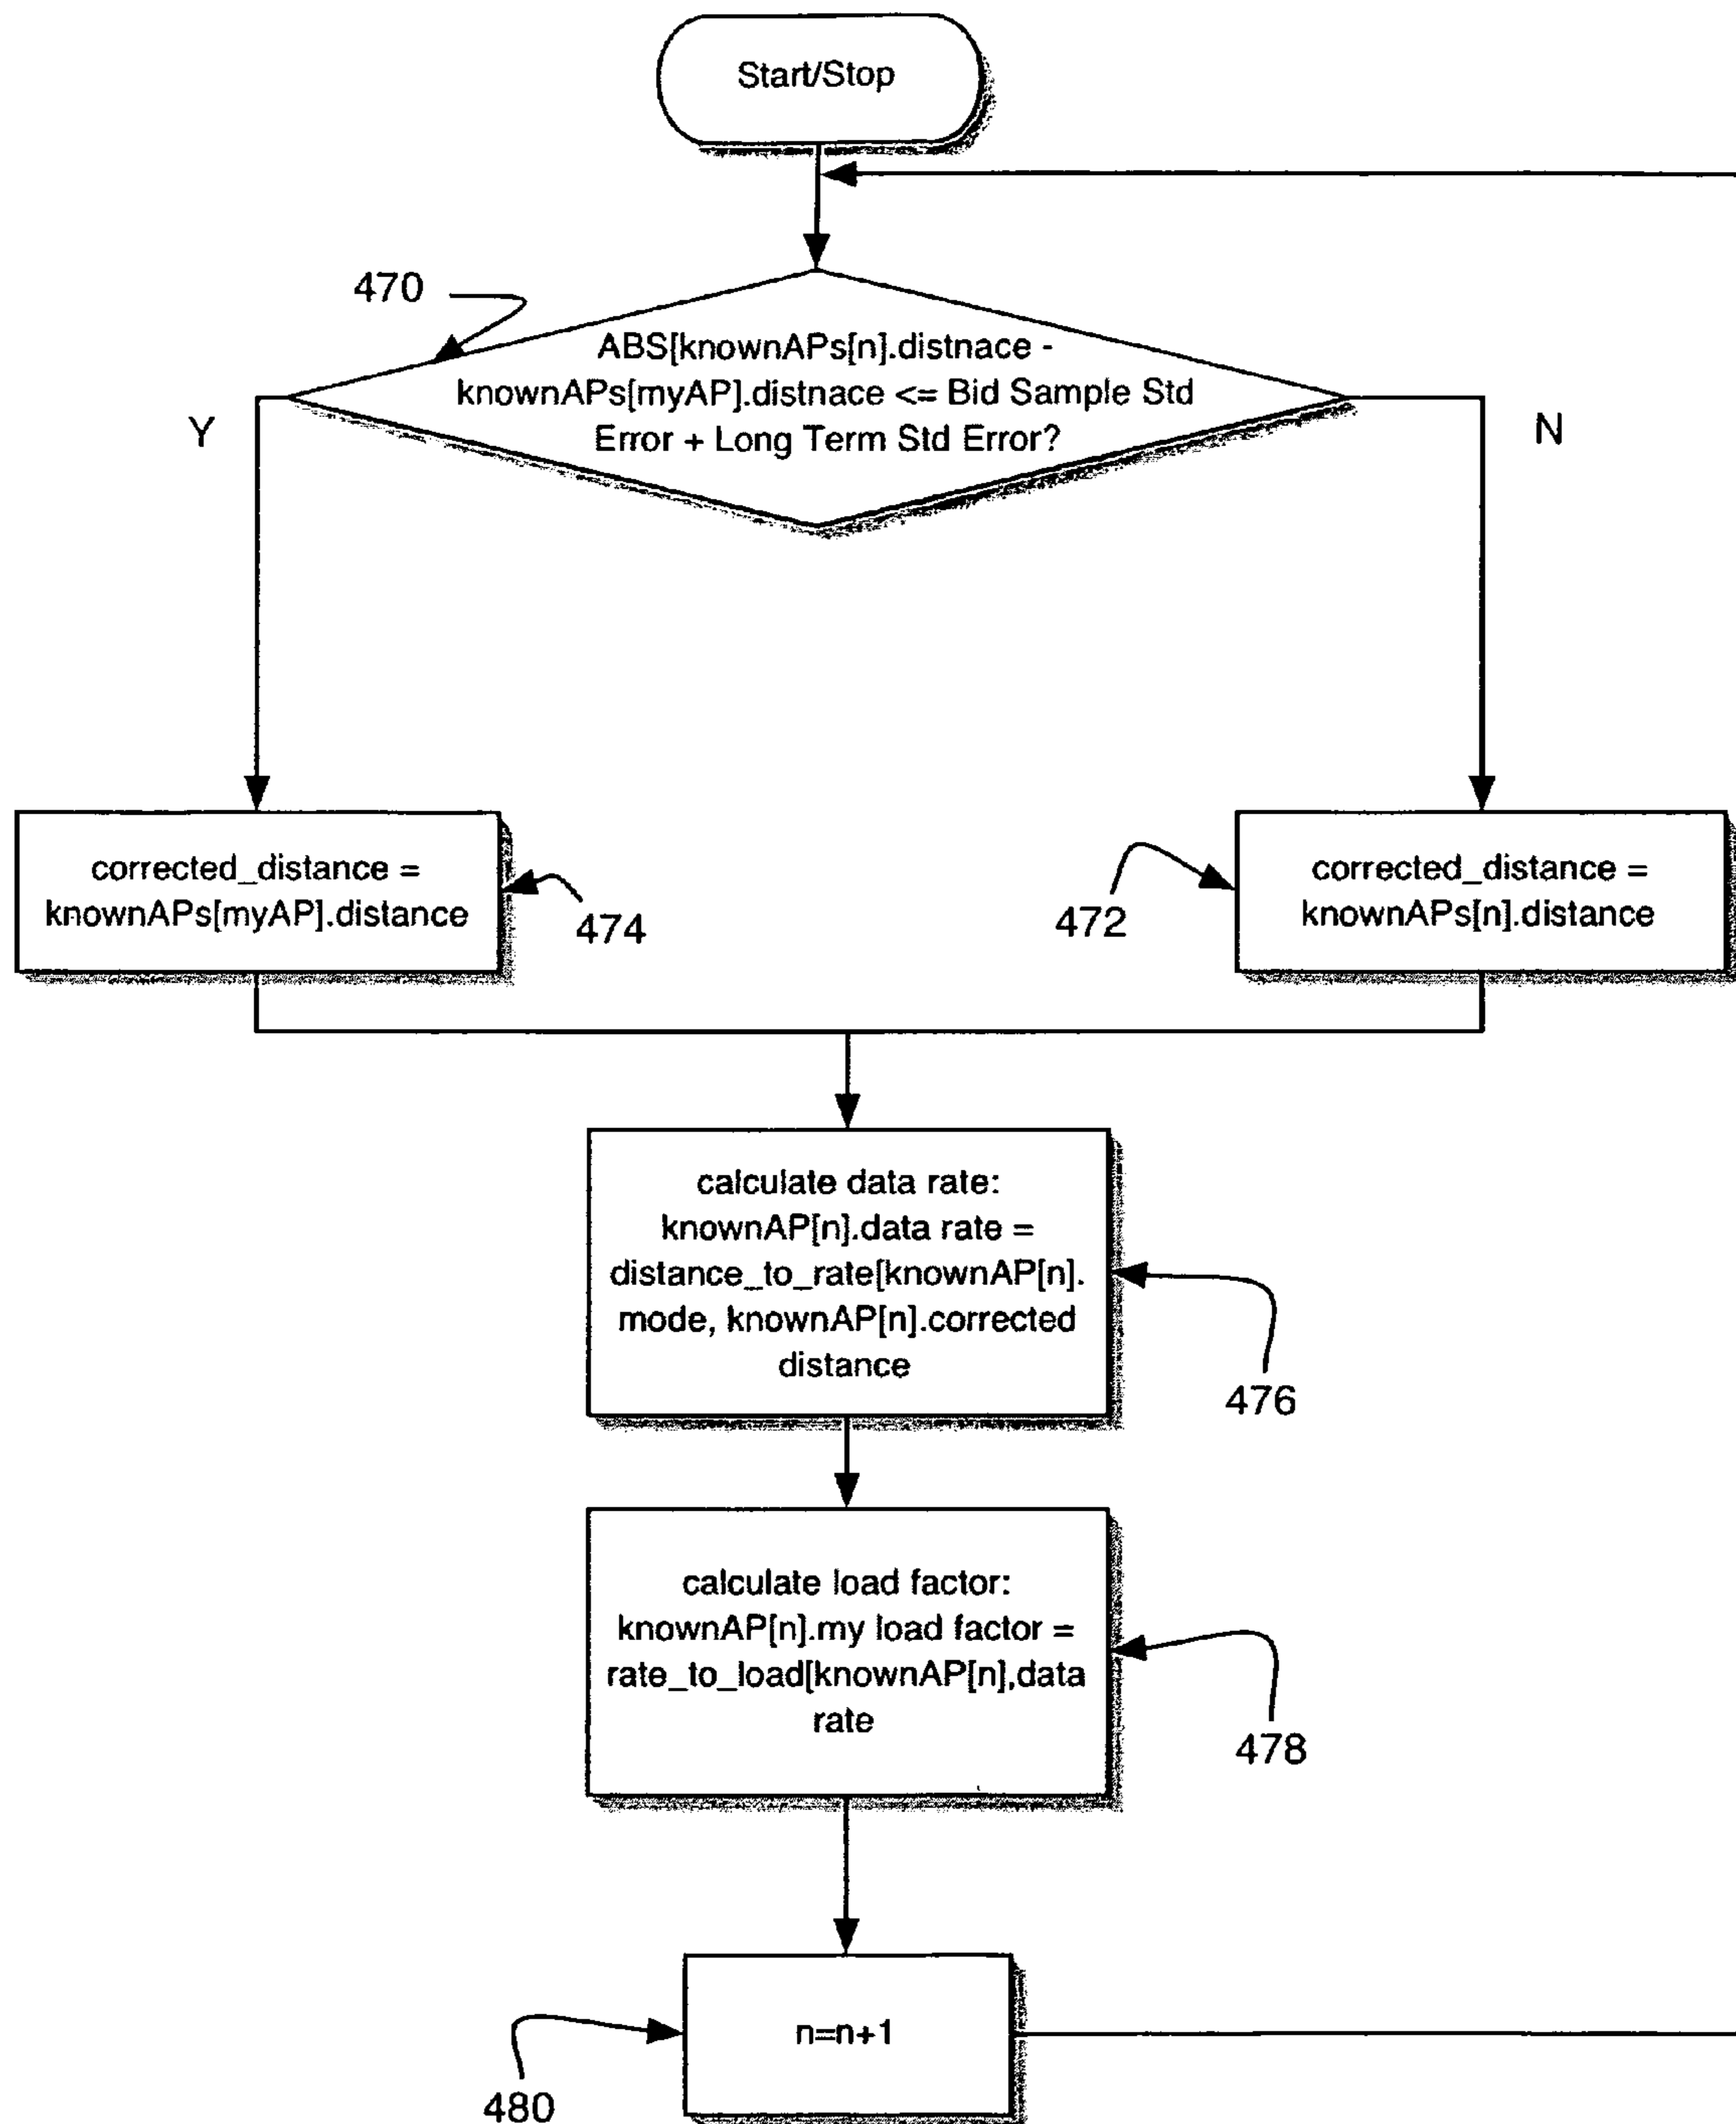 Start/Stop
470
ABS[knownAPs[n].distnace -
knownAPs[myAP].distnace <= Bid Sample Std
Error + Long Term Std Error?
Y
N
corrected_distance =
knownAPs[myAP].distance
474
472
corrected_distance =
knownAPs[n].distance
calculate data rate:
knownAP[n].data rate =
distance_to_rate[knownAP[n].
mode, knownAP[n].corrected
distance
476
calculate load factor:
knownAP[n].my load factor =
rate_to_load[knownAP[n],data
rate
478
n=n+1
480